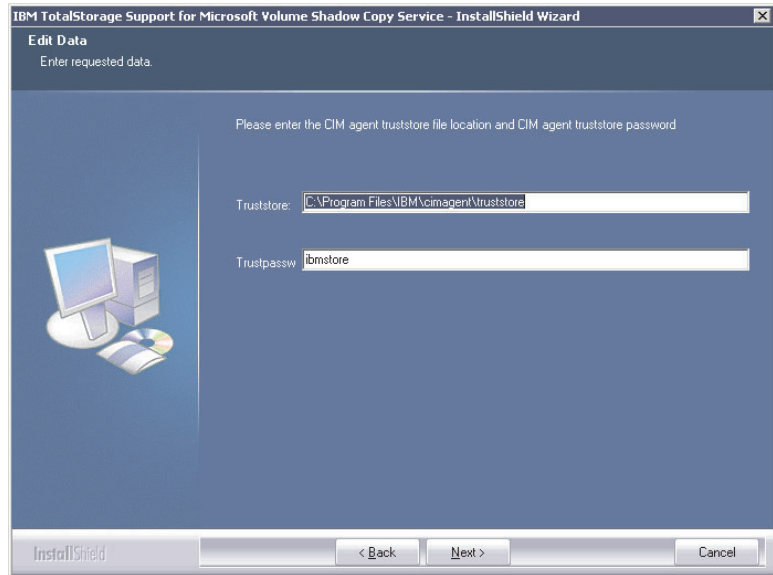 IBM TotalStorage Support for Microsoft Volume Shadow Copy Service - InstallShield Wizard
Edit Data
Enter requested data.
Please enter the CIM agent truststore file location and CIM agent truststore password
Truststore: C:\Program Files\IBM\cimagent\truststore
Trustpassw ibmstore
InstallShield
< Back Next > Cancel